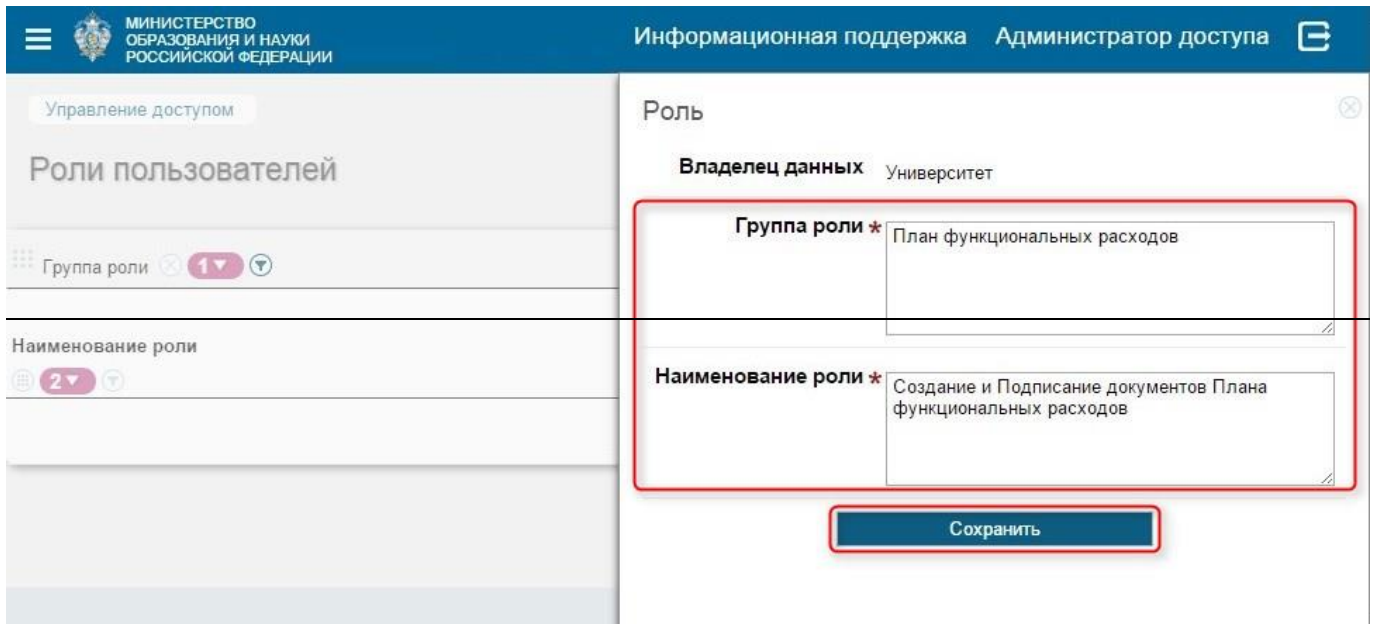 МИНИСТЕРСТВО
ОБРАЗОВАНИЯ И НАУКИ
РОССИЙСКОЙ ФЕДЕРАЦИИ
Информационная поддержка Администратор доступа
Управление доступом
Роли пользователей
Группа роли 1
Наименование роли
2
Роль
Владелец данных Университет
Группа роли * План функциональных расходов
Наименование роли * Создание и Подписание документов Плана
функциональных расходов
Сохранить